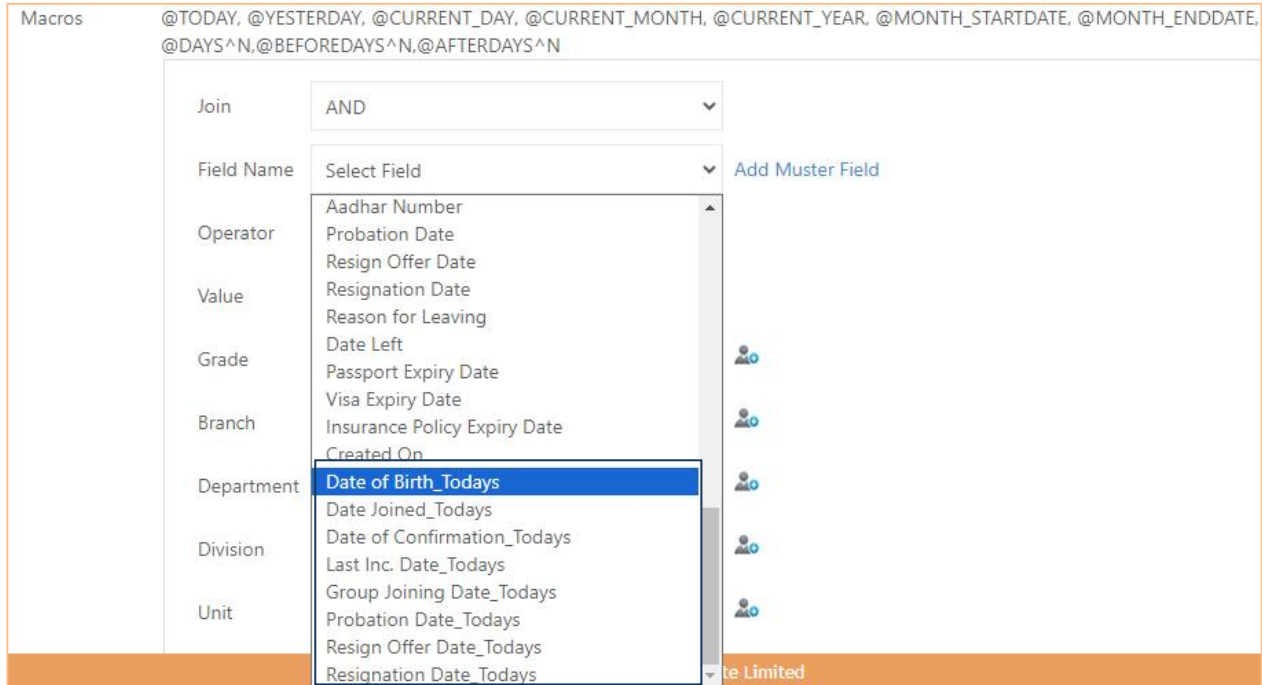 Macros @TODAY, @YESTERDAY, @CURRENT_DAY, @CURRENT_MONTH, @CURRENT_YEAR, @MONTH_STARTDATE, @MONTH_ENDDATE,
@DAYS^N,@BEFOREDAYS^N,@AFTERDAYS^N
Join AND
Field Name Select Field Add Muster Field
Aadhar Number
Operator Probation Date
Resign Offer Date
Value Resignation Date
Reason for Leaving
Grade Date Left
Passport Expiry Date
Visa Expiry Date
Branch Insurance Policy Expiry Date
Created On
Department Date of Birth_Todays
Date Joined_Todays
Division Date of Confirmation_Todays
Last Inc. Date_Todays
Group Joining Date_Todays
Unit Probation Date_Todays
Resign Offer Date_Todays
Resignation Date_Todays te Limited